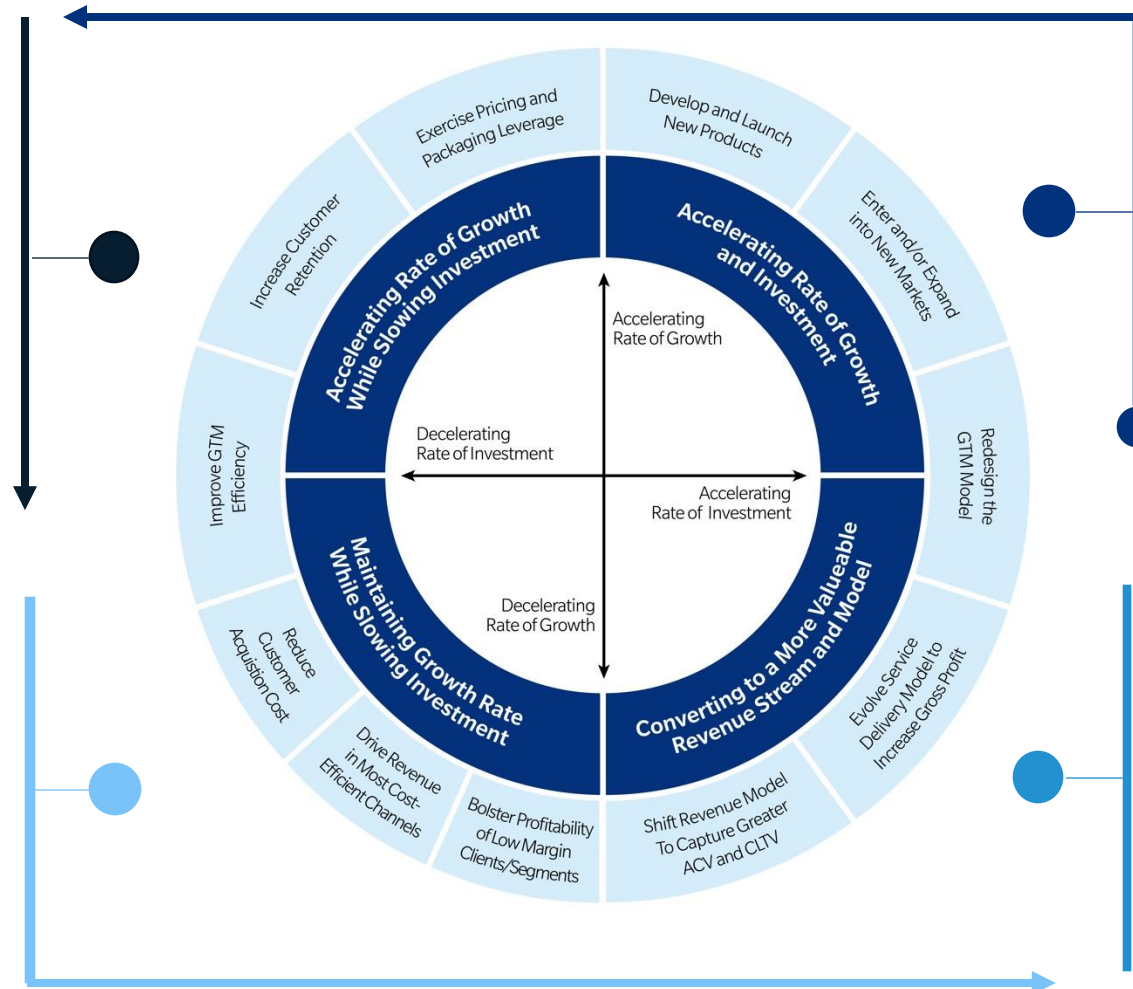 Exercise Pricing and
Packaging Leverage
Develop and Launch
New Products
Increase Customer
Retention
Enter and/or Expand
into New Markets
Accelerating Rate of Growth
While Slowing Investment
Accelerating Rate of Growth
and Investment
Accelerating
Rate of Growth
Decelerating
Rate of Investment
Accelerating
Rate of Investment
Decelerating
Rate of Growth
Improve GTM
Efficiency
Redesign the
GTM Model
Maintaining Growth Rate
While Slowing Investment
Converting to a More Valueable
Revenue Stream and Model
Reduce
Customer
Acquistion Cost
Drive Revenue
in Most Cost-
Efficient Channels
Bolster Profitability
of Low Margin
Clients/Segments
Shift Revenue Model
To Capture Greater
ACV and CLTV
Evolve Service
Delivery Model to
Increase Gross Profit